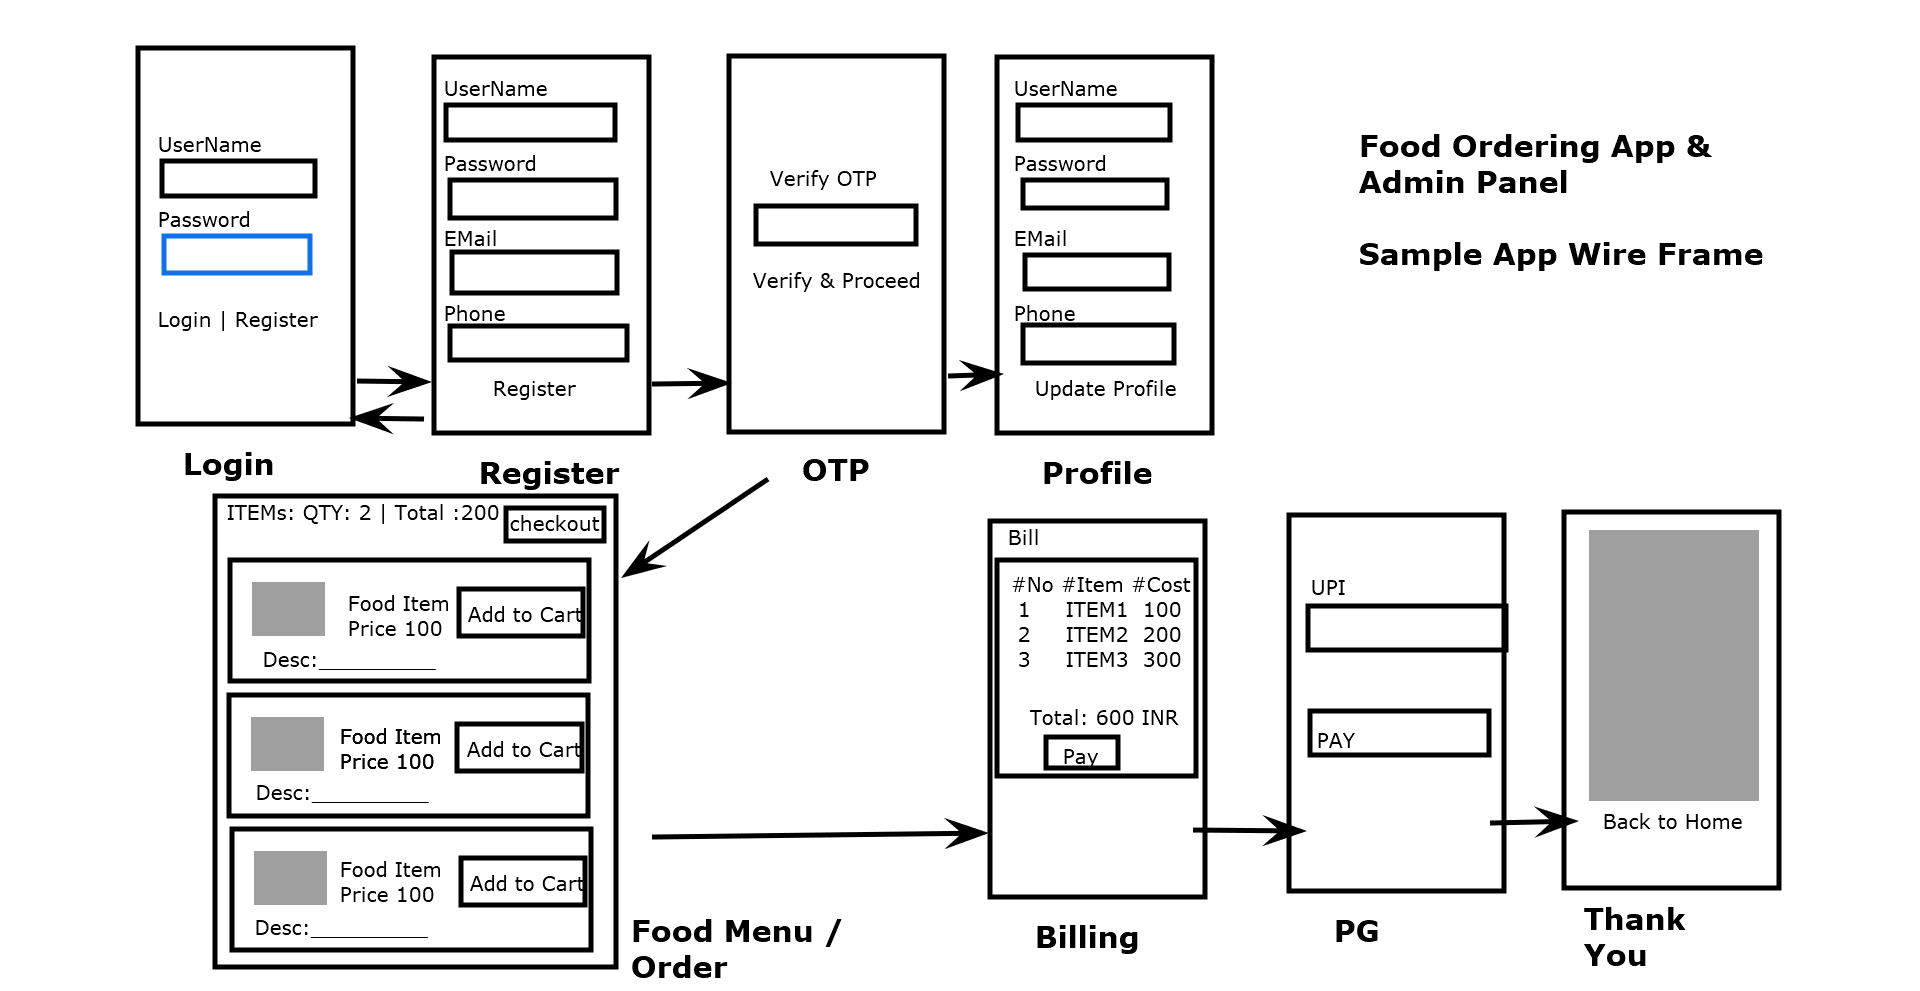 UserName
Password
Login | Register
Login
UserName
Password
EMail
Phone
Register
Register
Verify OTP
Verify & Proceed
OTP
UserName
Password
EMail
Phone
Update Profile
Profile
Food Ordering App &
Admin Panel
Sample App Wire Frame
ITEMs: QTY: 2 | Total :200
checkout
Food Item
Price 100
Add to Cart
Desc:__________
Food Item
Price 100
Add to Cart
Desc:__________
Food Item
Price 100
Add to Cart
Desc:__________
Food Menu /
Order
Bill
#No #Item #Cost
1 ITEM1 100
2 ITEM2 200
3 ITEM3 300
Total: 600 INR
Pay
Billing
UPI
PAY
PG
Back to Home
Thank
You